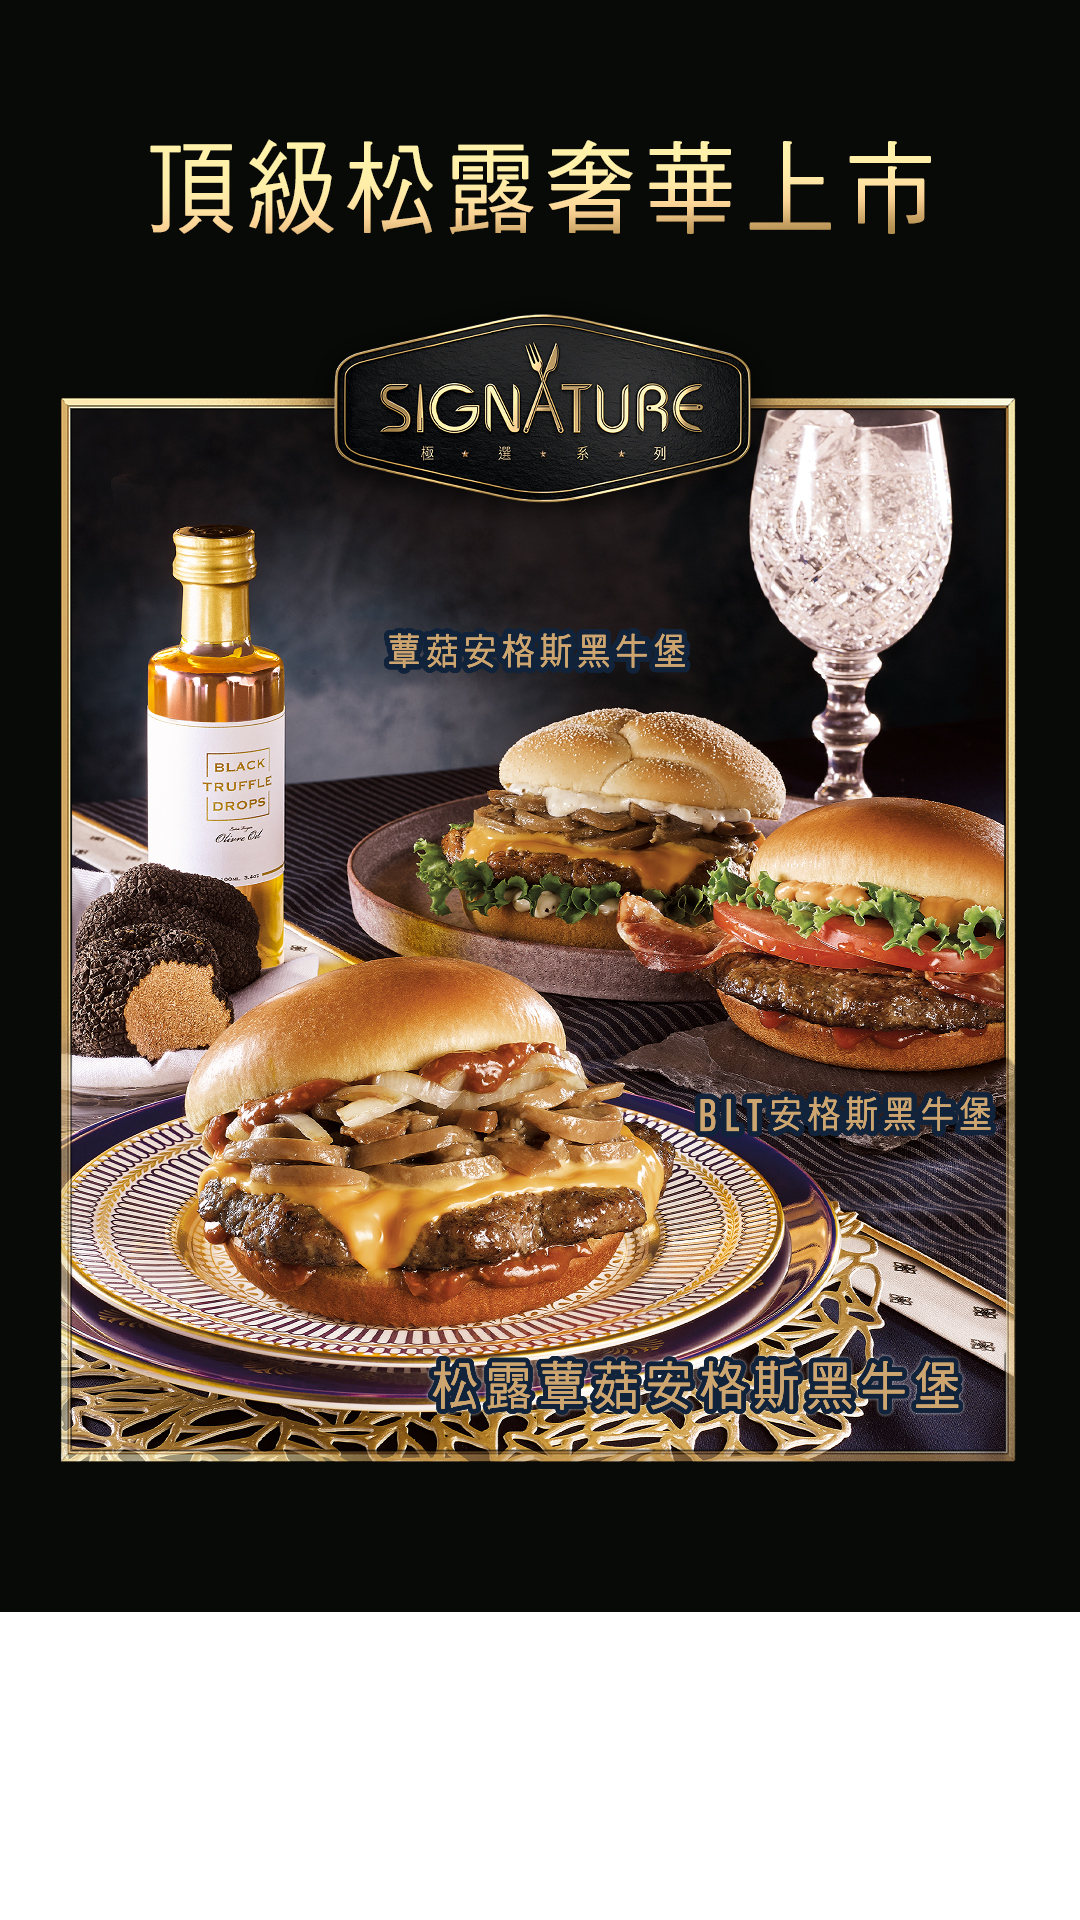 頂級松露奢華上市
SIGNATURE
極★選★系★列
蕈菇安格斯黑牛堡
BLACK
TRUFFLE
DROPS
Olivre Oil
BLT安格斯黑牛堡
松露蕈菇安格斯黑牛堡